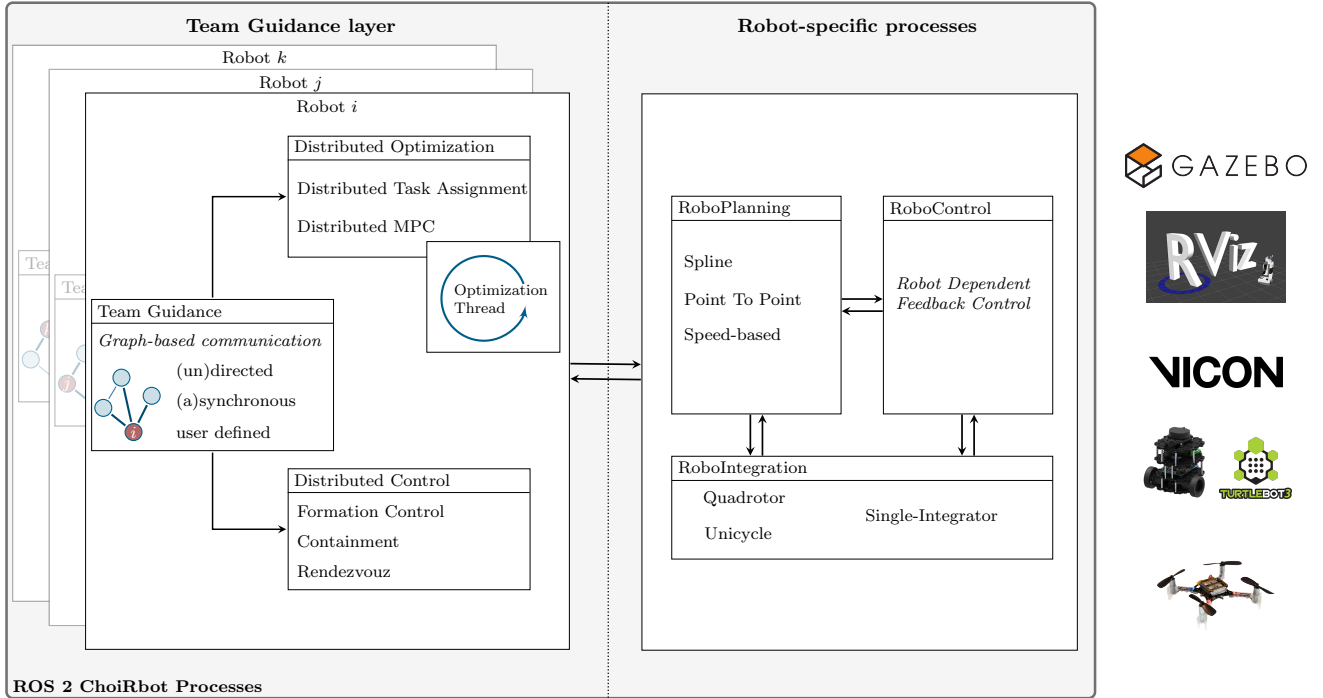 Team Guidance layer
Robot-specific processes
Robot k
Robot j
Robot i
Distributed Optimization
Distributed Task Assignment
Distributed MPC
Optimization
Thread
Tea
Tea
Team Guidance
Graph-based communication
(un)directed
(a)synchronous
user defined
i
j
Distributed Control
Formation Control
Containment
Rendezvouz
RoboPlanning
Spline
Point To Point
Speed-based
RoboControl
Robot Dependent
Feedback Control
RoboIntegration
Quadrotor
Unicycle
Single-Integrator
ROS 2 ChoiRbot Processes
GAZEBO
RViz
VICON
TURTLEBOT3